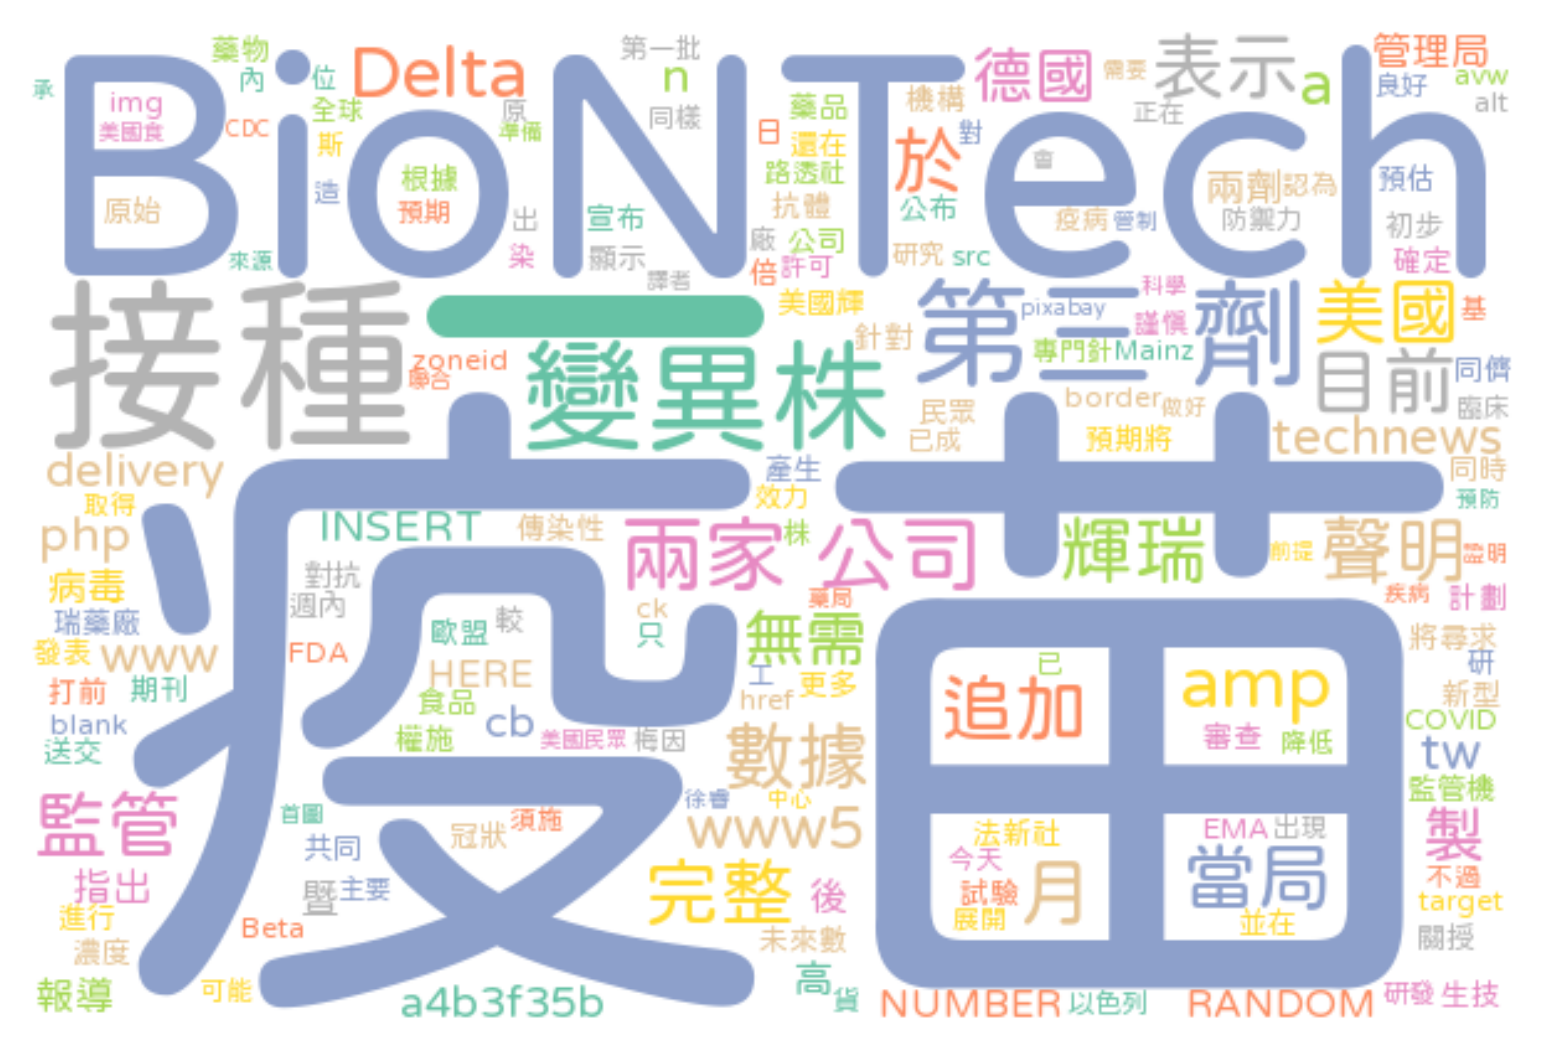 藥物
第一批
表示
管理局
承
內
位
Delta
n
德國
需要
a
良好
avw
BioNTech
img
全球
原
藥品
機構
正在
alt
美國食
CDC
斯
準備
同樣
日
還在
於
對
會
根據
路透社
兩劑
認為
預估
原始
造
預期
出
宣布
抗體
公布
疫病
管制
防禦力
初步
來源
染
顯示
廠
公司
研究
src
確定
譯者
倍
許可
接種
一
美國輝
第三劑
pixabay
科學
美國
基
zoneid
聯合
變異株
針對
謹慎
專門針
Mainz
目前
同儕
民眾
border
做好
臨床
已成
預期將
technews
delivery
疫苗
產生
同時
取得
效力
預防
php
INSERT
傳染性
兩家
公司
株
輝瑞
前提
聲明
證明
病毒
對抗
週內
ck
藥局
疾病
計劃
瑞藥廠
歐盟
較
只
無需
將尋求
發表
www
FDA
HERE
已
研
打前
期刊
食品
工
更多
追加
amp
新型
blank
cb
href
COVID
送交
權施
美國民眾
梅因
數據
審查
降低
tw
監管
首圖
徐睿
中心
監管機
共同
冠狀
須施
www5
法新社
EMA
出現
製
指出
暨
主要
完整
後
今天
試驗
月
當局
不過
進行
Beta
展開
並在
target
濃度
未來數
關授
報導
可能
a4b3f35b
高
貨
NUMBER
以色列
RANDOM
研發
生技